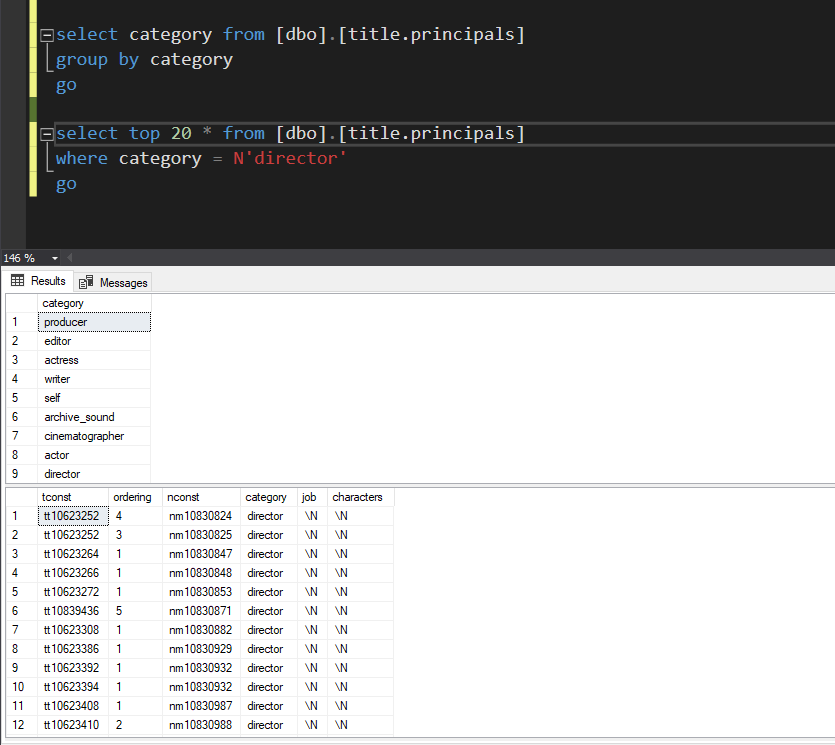 select category from [dbo].[title.principals]
group by category
go
select top 20 * from [dbo].[title.principals]
where category = N'director'
go
146 %
Results Messages
category
1 producer
2 editor
3 actress
4 writer
5 self
6 archive_sound
7 cinematographer
8 actor
9 director
tconst ordering nconst category job characters
1 tt10623252 4 nm10830824 director \N \N
2 tt10623252 3 nm10830825 director \N \N
3 tt10623264 1 nm10830847 director \N \N
4 tt10623266 1 nm10830848 director \N \N
5 tt10623272 1 nm10830853 director \N \N
6 tt10839436 5 nm10830871 director \N \N
7 tt10623308 1 nm10830882 director \N \N
8 tt10623386 1 nm10830929 director \N \N
9 tt10623392 1 nm10830932 director \N \N
10 tt10623394 1 nm10830932 director \N \N
11 tt10623408 1 nm10830987 director \N \N
12 tt10623410 2 nm10830988 director \N \N